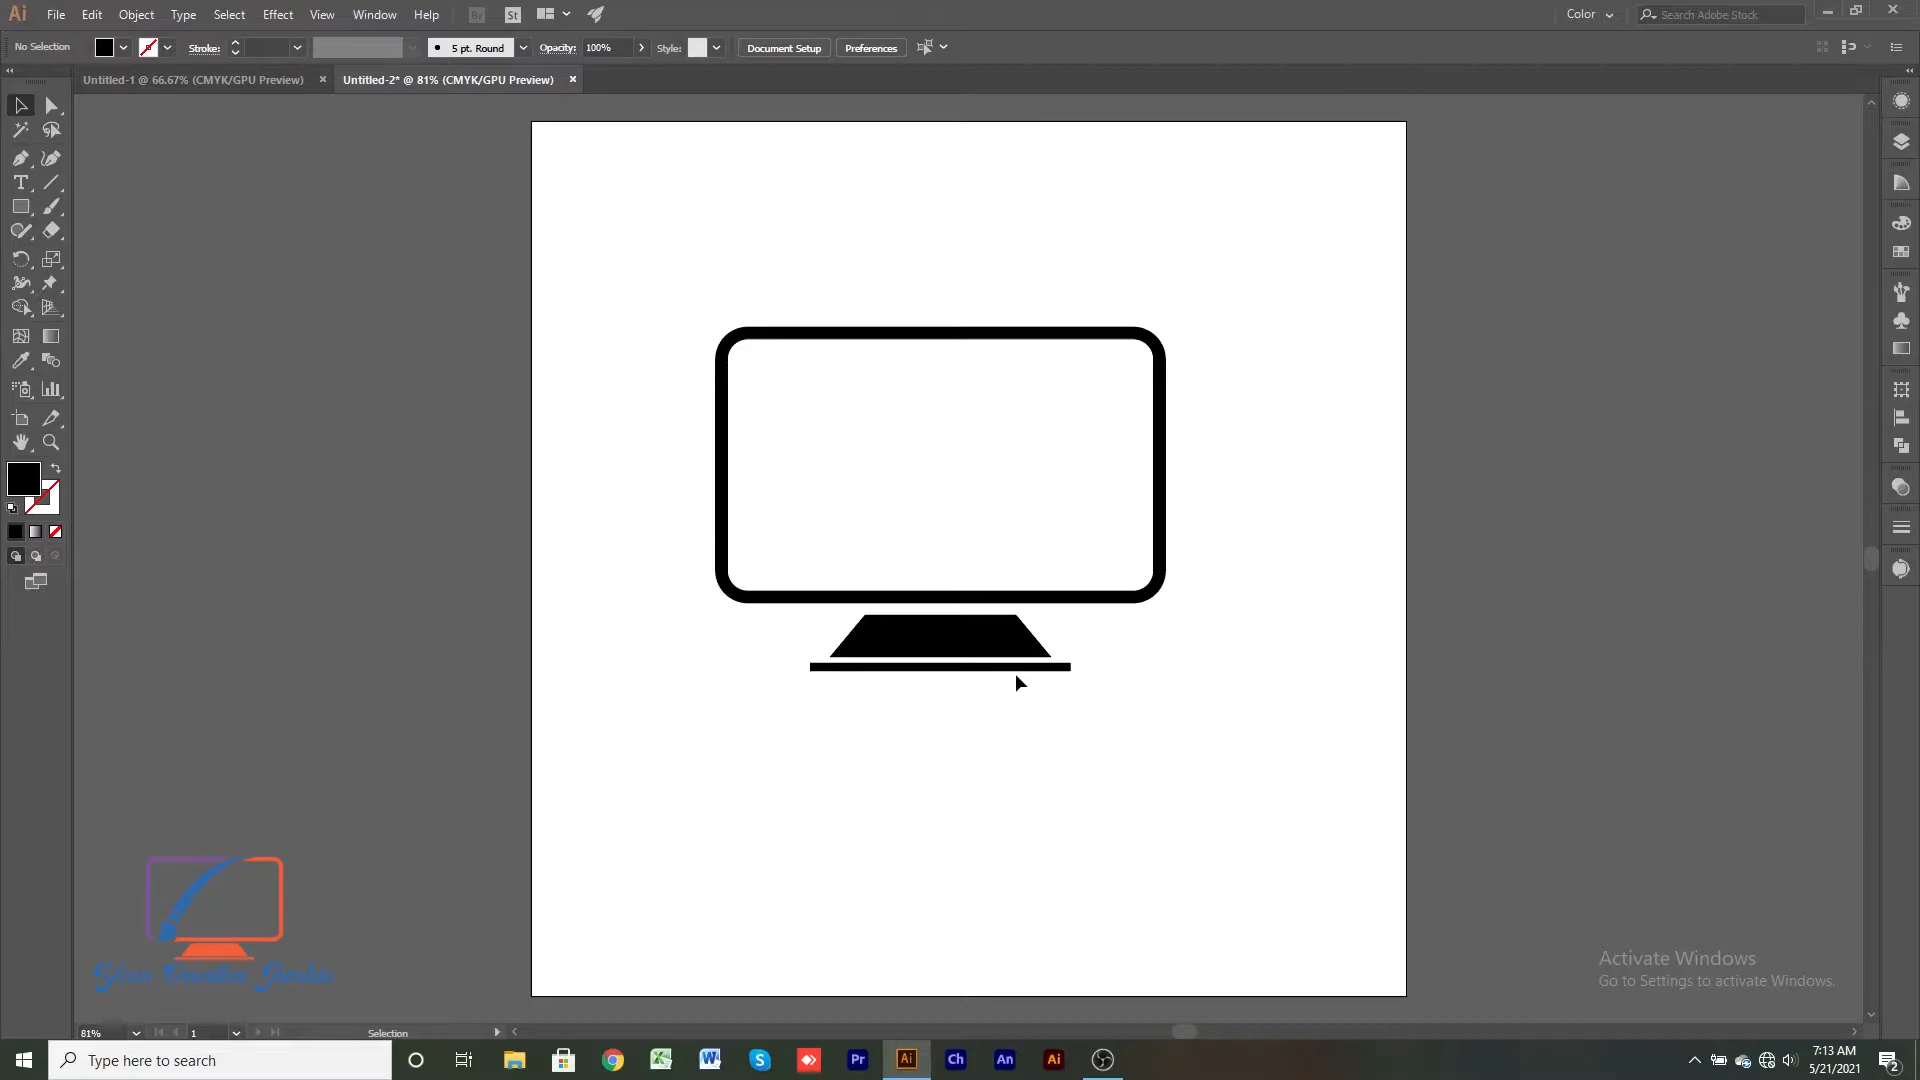 Ai File Edit Object Type Select Effect View Window Help Br St Color Search Adobe Stock
No Selection Stroke: 5 pt. Round Opacity: 100% Style: Document Setup Preferences
Untitled-1 @ 66.67% (CMYK/GPU Preview) × Untitled-2* @ 81% (CMYK/GPU Preview) ×
Activate Windows
Go to Settings to activate Windows.
81% 1 Selection
Type here to search Pr Ai Ch An Ai 7:13 AM
5/21/2021
2